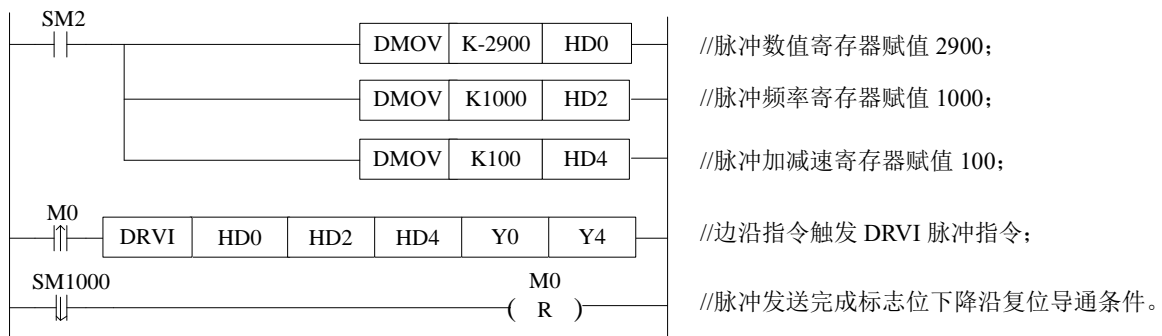 SM2
DMOV K-2900 HD0 //脉冲数值寄存器赋值 2900；
DMOV K1000 HD2 //脉冲频率寄存器赋值 1000；
DMOV K100 HD4 //脉冲加减速寄存器赋值 100；
M0
DRVI HD0 HD2 HD4 Y0 Y4 //边沿指令触发 DRVI 脉冲指令；
SM1000 M0
( R ) //脉冲发送完成标志位下降沿复位导通条件。